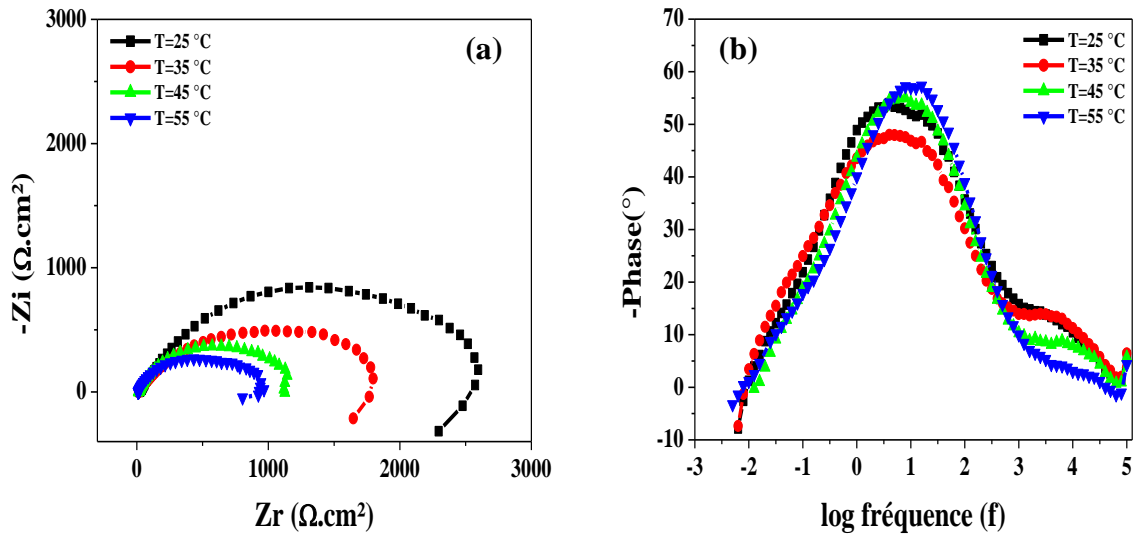 (a)
T=25 °C
T=35 °C
T=45 °C
T=55 °C
3000
2000
1000
0
-Zi (Ω.cm²)
0
1000
2000
3000
Zr (Ω.cm²)
(b)
T=25 °C
T=35 °C
T=45 °C
T=55 °C
70
60
50
40
30
20
10
0
-10
-Phase(°)
-3
-2
-1
0
1
2
3
4
5
log fréquence (f)